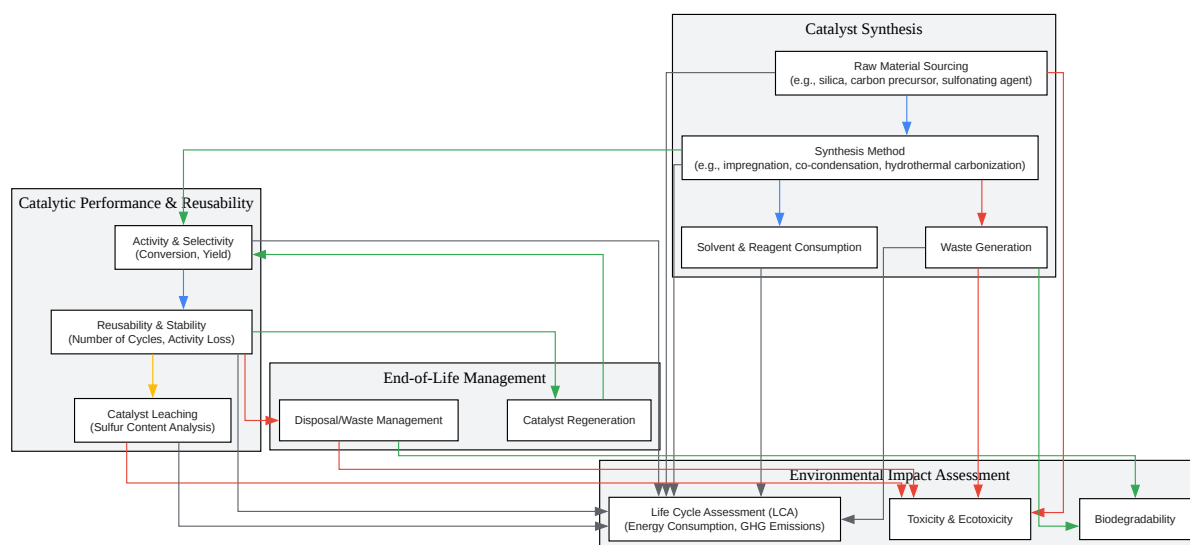 Catalyst Synthesis
Raw Material Sourcing
(e.g., silica, carbon precursor, sulfonating agent)
Synthesis Method
(e.g., impregnation, co-condensation, hydrothermal carbonization)
Solvent & Reagent Consumption
Waste Generation
Catalytic Performance & Reusability
Activity & Selectivity
(Conversion, Yield)
Reusability & Stability
(Number of Cycles, Activity Loss)
Catalyst Leaching
(Sulfur Content Analysis)
End-of-Life Management
Disposal/Waste Management
Catalyst Regeneration
Environmental Impact Assessment
Life Cycle Assessment (LCA)
(Energy Consumption, GHG Emissions)
Toxicity & Ecotoxicity
Biodegradability